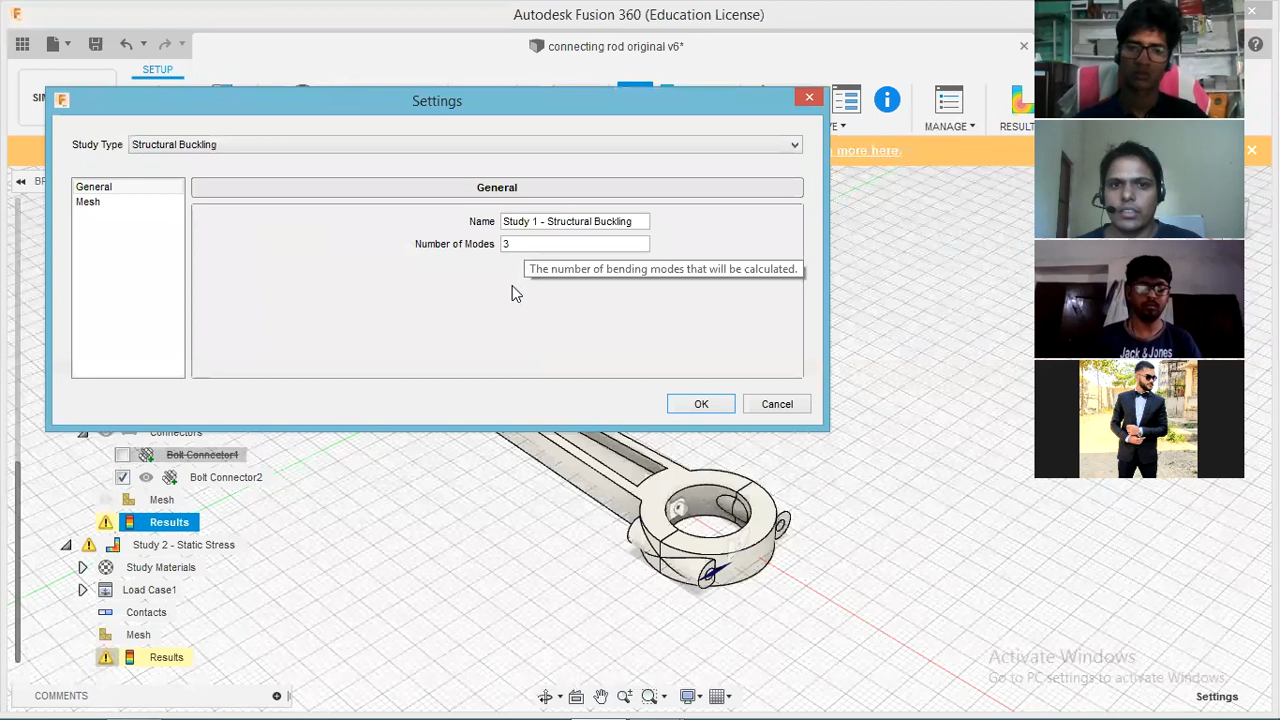 Autodesk Fusion 360 (Education License)
connecting rod original v6*
SETUP
Settings
Study Type
Structural Buckling
General
Mesh
General
Name
Study 1 - Structural Buckling
Number of Modes
3
The number of bending modes that will be calculated.
OK
Cancel
MANAGE
RESULT
more here.
Connectors
Bolt Connector1
Bolt Connector2
Mesh
Results
Study 2 - Static Stress
Study Materials
Load Case1
Contacts
Mesh
Results
COMMENTS
Jack & Jones
Activate Windows
Go to PC settings to activate Windows.
Settings